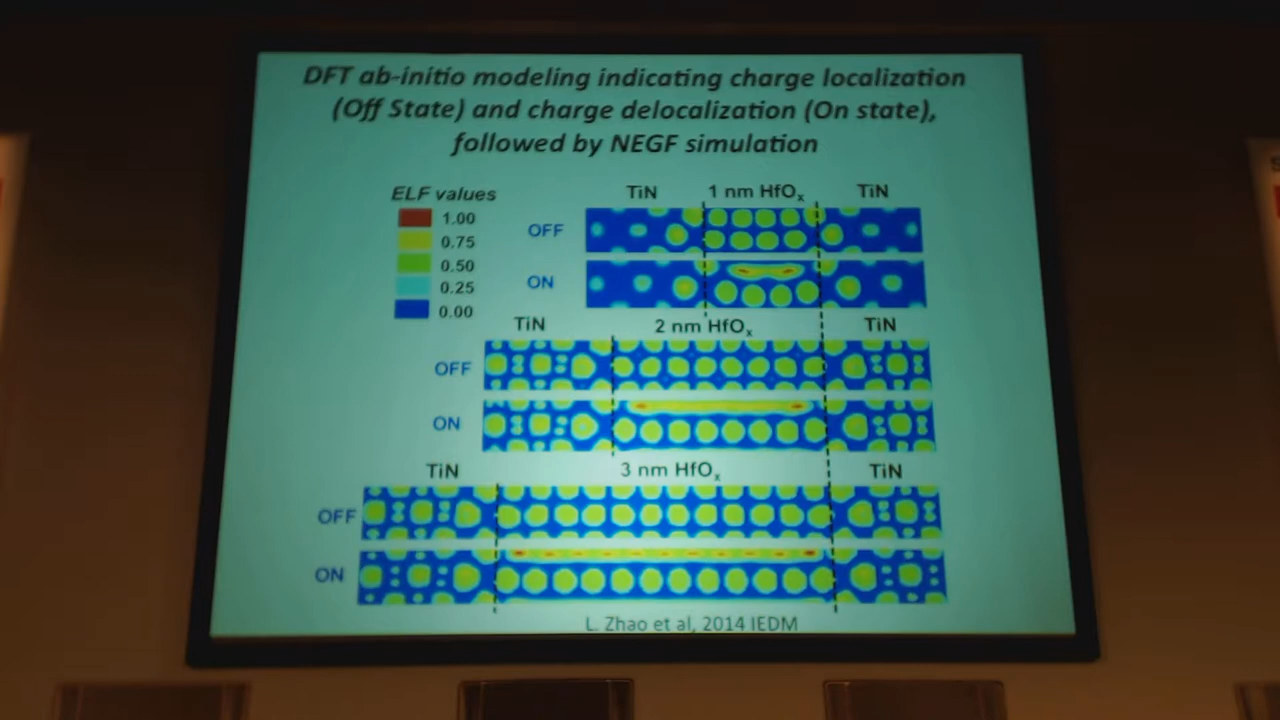 DFT ab-initio modeling indicating charge localization
(Off State) and charge delocalization (On state),
followed by NEGF simulation
ELF values
1.00
0.75
0.50
0.25
0.00
TiN 1 nm HfOx TiN
OFF
ON
TiN 2 nm HfOx TiN
OFF
ON
TiN 3 nm HfOx TiN
OFF
ON
L. Zhao et al, 2014 IEDM